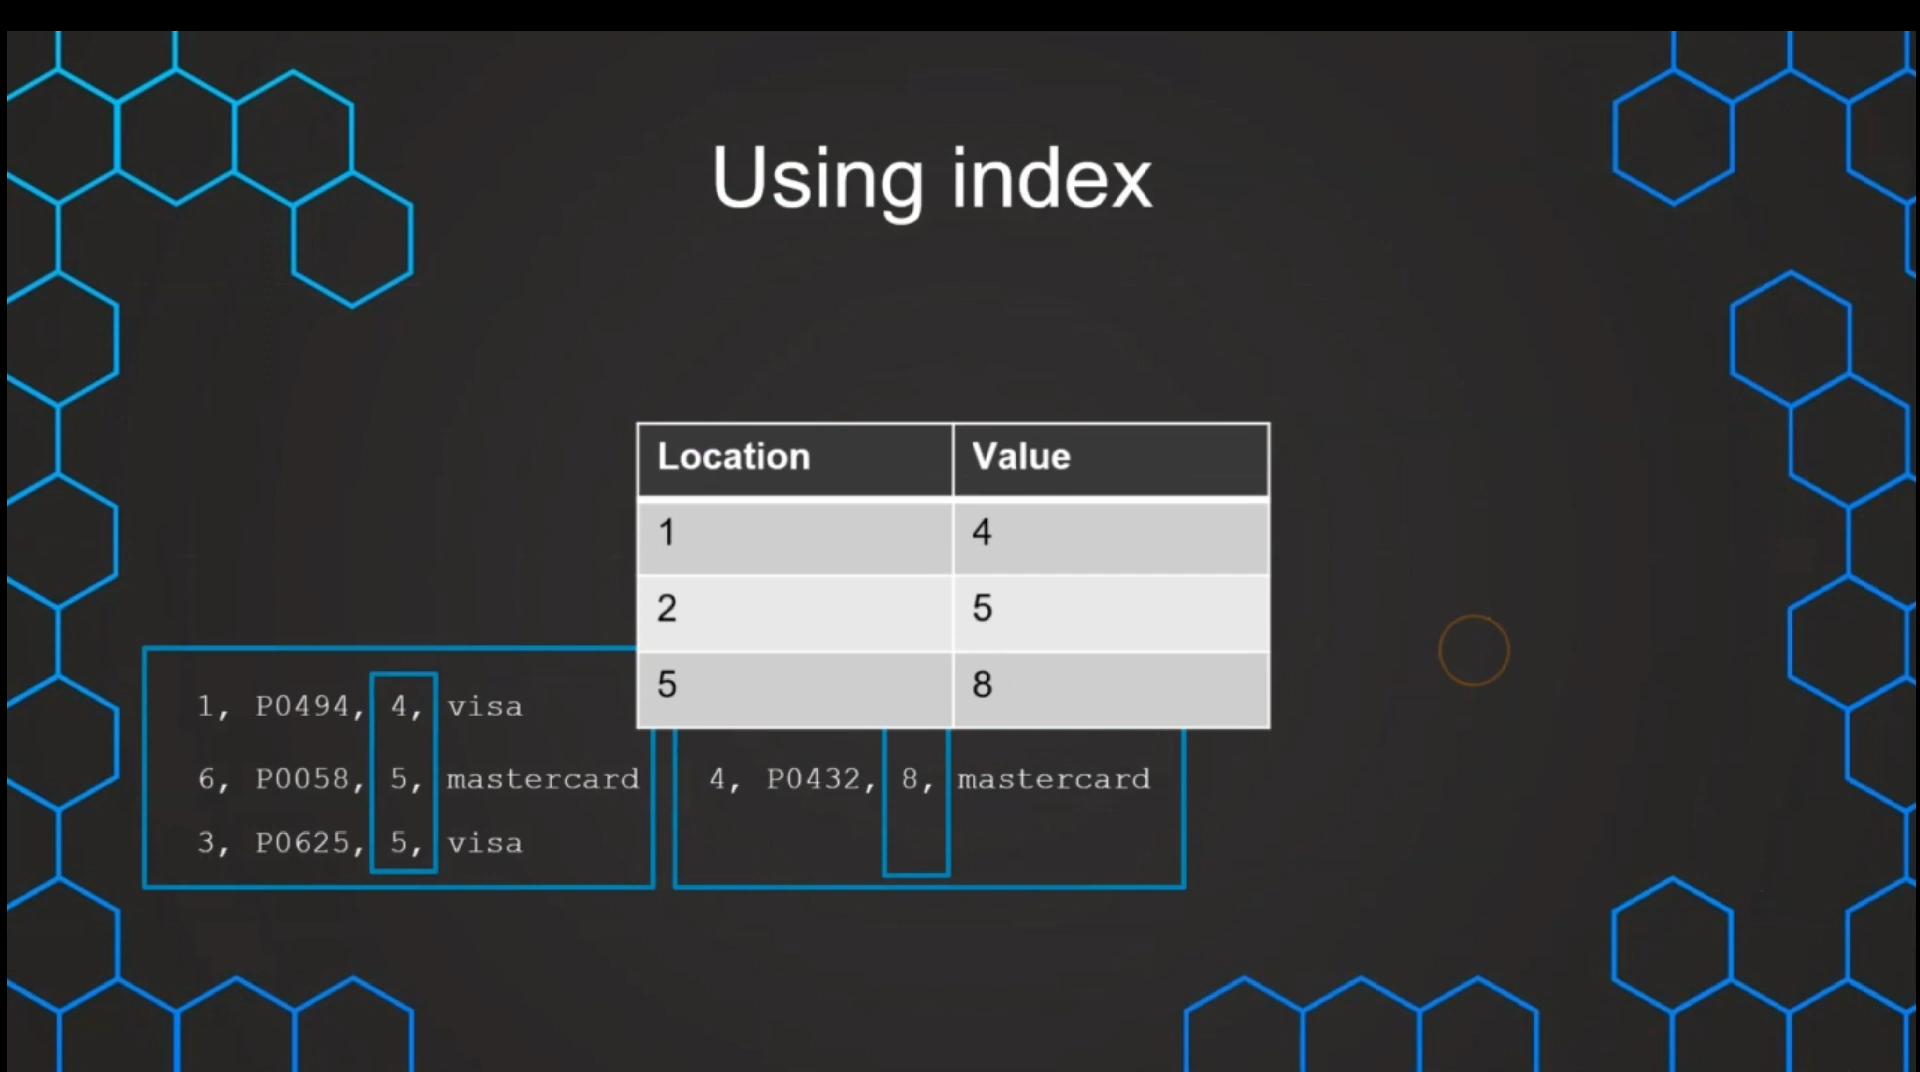 Using index
Location Value
1 4
2 5
5 8
1, P0494, 4, visa
6, P0058, 5, mastercard
3, P0625, 5, visa
4, P0432, 8, mastercard